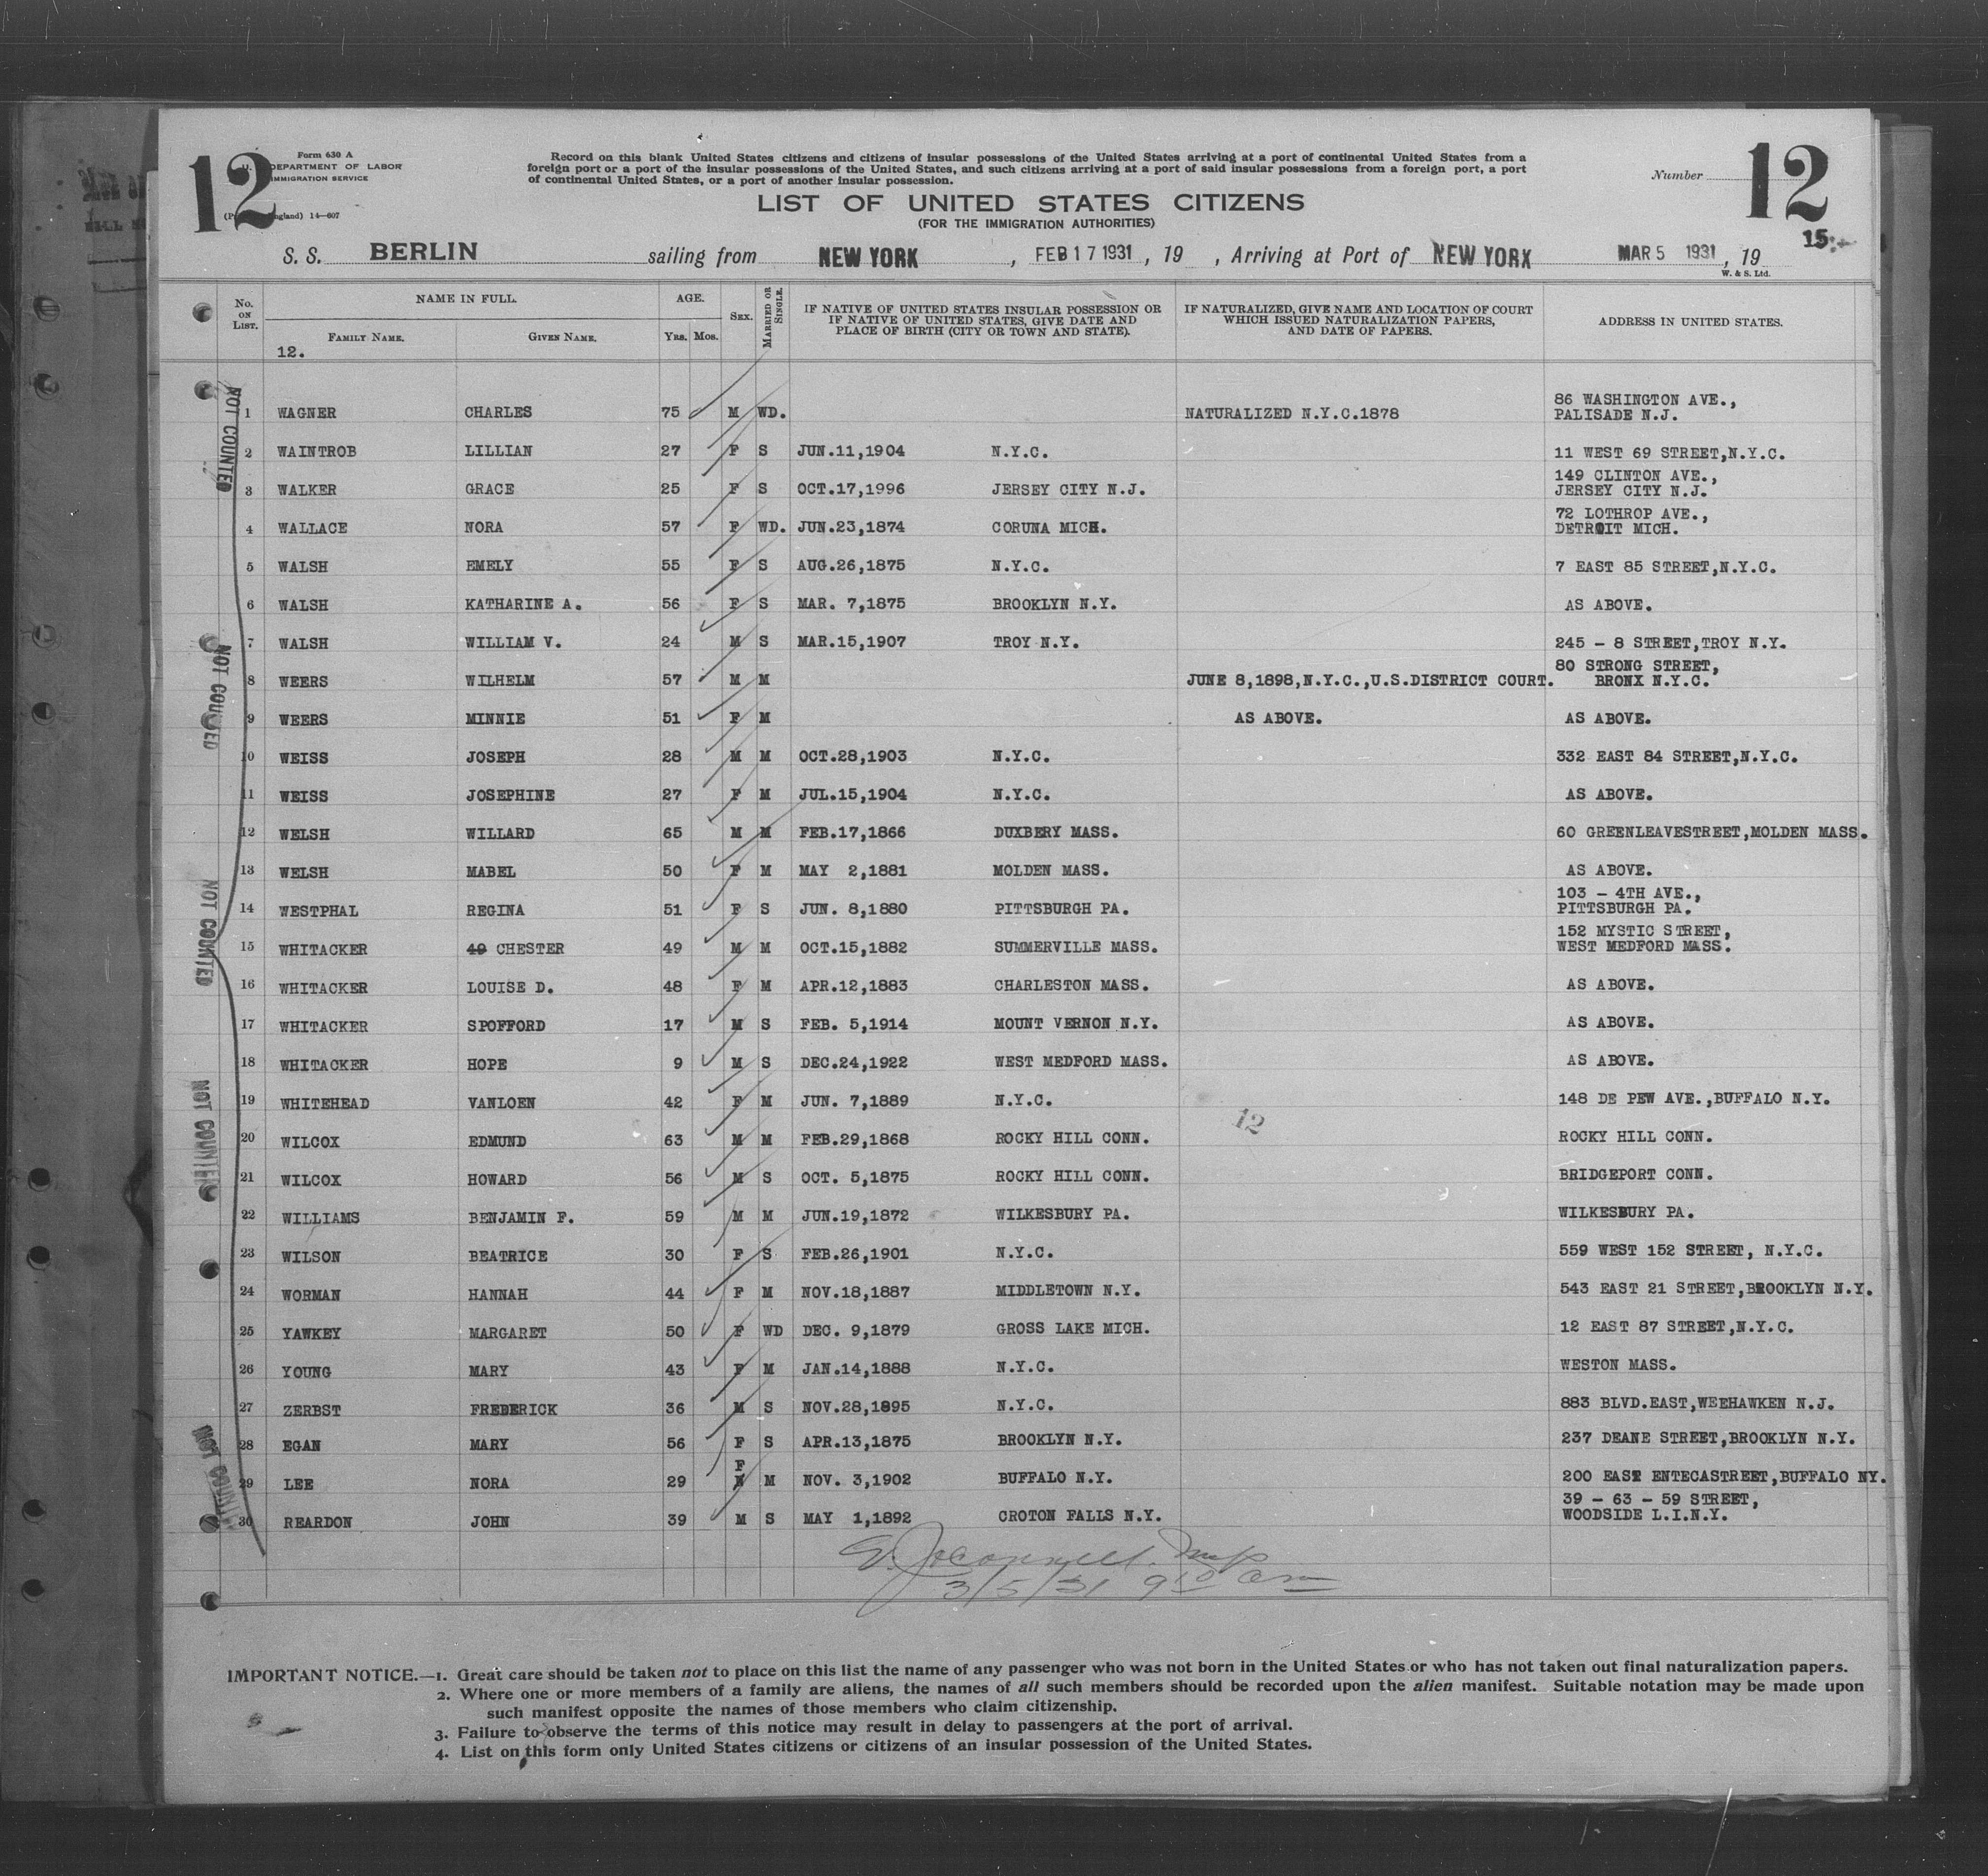 12
Form 630 A
U. S. DEPARTMENT OF LABOR
IMMIGRATION SERVICE
14—607
Record on this blank United States citizens and citizens of insular possessions of the United States arriving at a port of continental United States from a
foreign port or a port of the insular possessions of the United States, and such citizens arriving at a port of said insular possessions from a foreign port, a port
of continental United States, or a port of another insular possession.
Number
12
LIST OF UNITED STATES CITIZENS
(FOR THE IMMIGRATION AUTHORITIES)
15
S. S. BERLIN sailing from NEW YORK , FEB 17 1931 , 19 , Arriving at Port of NEW YORK MAR 5 1931 , 19
W. & S. Ltd.
No. ON LIST. NAME IN FULL. FAMILY NAME. GIVEN NAME. AGE. YRS. MOS. SEX. MARRIED OR SINGLE. IF NATIVE OF UNITED STATES INSULAR POSSESSION OR IF NATIVE OF UNITED STATES, GIVE DATE AND PLACE OF BIRTH (CITY OR TOWN AND STATE). IF NATURALIZED, GIVE NAME AND LOCATION OF COURT WHICH ISSUED NATURALIZATION PAPERS, AND DATE OF PAPERS. ADDRESS IN UNITED STATES.
12.
1 WAGNER CHARLES 75 M WD. NATURALIZED N.Y.C.1878 86 WASHINGTON AVE., PALISADE N.J.
2 WAINTROB LILLIAN 27 F S JUN.11,1904 N.Y.C. 11 WEST 69 STREET,N.Y.C.
3 WALKER GRACE 25 F S OCT.17,1996 JERSEY CITY N.J. 149 CLINTON AVE., JERSEY CITY N.J.
4 WALLACE NORA 57 F WD. JUN.23,1874 CORUNA MICH. 72 LOTHROP AVE., DETROIT MICH.
5 WALSH EMELY 55 F S AUG.26,1875 N.Y.C. 7 EAST 85 STREET,N.Y.C.
6 WALSH KATHARINE A. 56 F S MAR. 7,1875 BROOKLYN N.Y. AS ABOVE.
7 WALSH WILLIAM V. 24 M S MAR.15,1907 TROY N.Y. 245 - 8 STREET,TROY N.Y.
8 WEERS WILHELM 57 M M JUNE 8,1898,N.Y.C.,U.S.DISTRICT COURT. 80 STRONG STREET, BRONX N.Y.C.
9 WEERS MINNIE 51 F M AS ABOVE. AS ABOVE.
10 WEISS JOSEPH 28 M M OCT.28,1903 N.Y.C. 332 EAST 84 STREET,N.Y.C.
11 WEISS JOSEPHINE 27 F M JUL.15,1904 N.Y.C. AS ABOVE.
12 WELSH WILLARD 65 M M FEB.17,1866 DUXBERY MASS. 60 GREENLEAVESTREET,MOLDEN MASS.
13 WELSH MABEL 50 F M MAY 2,1881 MOLDEN MASS. AS ABOVE.
14 WESTPHAL REGINA 51 F S JUN. 8,1880 PITTSBURGH PA. 103 - 4TH AVE., PITTSBURGH PA.
15 WHITACKER 49 CHESTER 49 M M OCT.15,1882 SUMMERVILLE MASS. 152 MYSTIC STREET, WEST MEDFORD MASS.
16 WHITACKER LOUISE D. 48 F M APR.12,1883 CHARLESTON MASS. AS ABOVE.
17 WHITACKER SPOFFORD 17 M S FEB. 5,1914 MOUNT VERNON N.Y. AS ABOVE.
18 WHITACKER HOPE 9 M S DEC.24,1922 WEST MEDFORD MASS. AS ABOVE.
19 WHITEHEAD VANLOEN 42 F M JUN. 7,1889 N.Y.C. 148 DE PEW AVE.,BUFFALO N.Y.
12
20 WILCOX EDMUND 63 M M FEB.29,1868 ROCKY HILL CONN. ROCKY HILL CONN.
21 WILCOX HOWARD 56 M S OCT. 5,1875 ROCKY HILL CONN. BRIDGEPORT CONN.
22 WILLIAMS BENJAMIN F. 59 M M JUN.19,1872 WILKESBURY PA. WILKESBURY PA.
23 WILSON BEATRICE 30 F S FEB.26,1901 N.Y.C. 559 WEST 152 STREET, N.Y.C.
24 WORMAN HANNAH 44 F M NOV.18,1887 MIDDLETOWN N.Y. 543 EAST 21 STREET,BROOKLYN N.Y.
25 YAWKEY MARGARET 50 F WD DEC. 9,1879 GROSS LAKE MICH. 12 EAST 87 STREET,N.Y.C.
26 YOUNG MARY 43 F M JAN.14,1888 N.Y.C. WESTON MASS.
27 ZERBST FREDERICK 36 M S NOV.28,1895 N.Y.C. 883 BLVD.EAST,WEEHAWKEN N.J.
28 EGAN MARY 56 F S APR.13,1875 BROOKLYN N.Y. 237 DEANE STREET,BROOKLYN N.Y.
29 LEE NORA 29 F M NOV. 3,1902 BUFFALO N.Y. 200 EAST ENTECASTREET,BUFFALO NY.
30 REARDON JOHN 39 M S MAY 1,1892 CROTON FALLS N.Y. 39 - 63 - 59 STREET, WOODSIDE L.I.N.Y.
NOT COUNTED
NOT COUNTED
NOT COUNTED
NOT COUNTED
NOT COUNTED
3/5/31 9 10 am
IMPORTANT NOTICE.—1. Great care should be taken not to place on this list the name of any passenger who was not born in the United States or who has not taken out final naturalization papers.
2. Where one or more members of a family are aliens, the names of all such members should be recorded upon the alien manifest. Suitable notation may be made upon
such manifest opposite the names of those members who claim citizenship.
3. Failure to observe the terms of this notice may result in delay to passengers at the port of arrival.
4. List on this form only United States citizens or citizens of an insular possession of the United States.